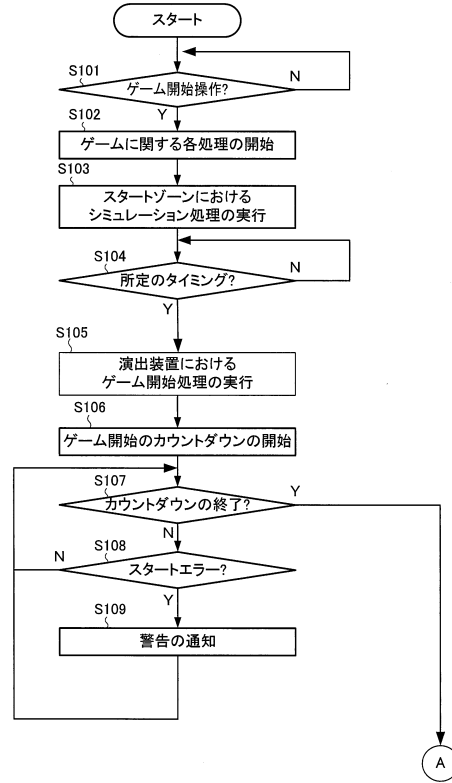 スタート
S101
ゲーム開始操作?
N
Y
S102
ゲームに関する各処理の開始
S103
スタートゾーンにおける
シミュレーション処理の実行
S104
所定のタイミング?
N
Y
S105
演出装置における
ゲーム開始処理の実行
S106
ゲーム開始のカウントダウンの開始
S107
カウントダウンの終了?
Y
N
S108
スタートエラー?
N
Y
S109
警告の通知
A